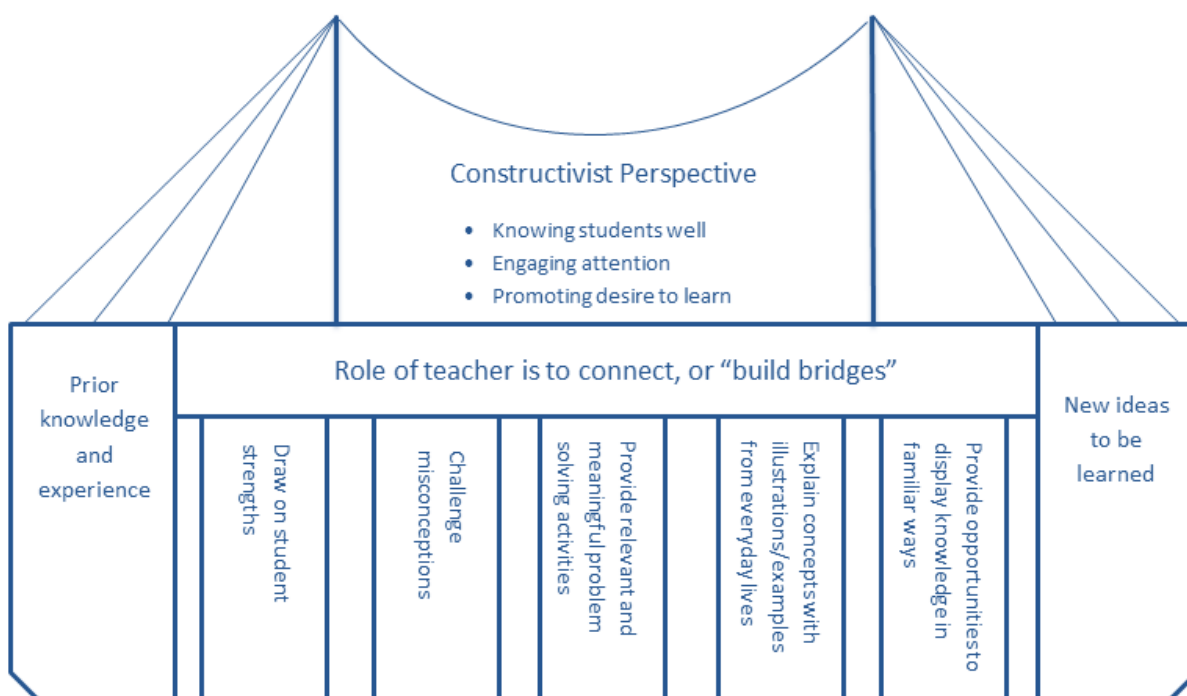 Constructivist Perspective
• Knowing students well
• Engaging attention
• Promoting desire to learn
Role of teacher is to connect, or “build bridges”
Prior
knowledge
and
experience
Draw on student
strengths
Challenge
misconceptions
Provide relevant and
meaningful problem
solving activities
Explain concepts with
illustrations/examples
from everyday lives
Provide opportunities to
display knowledge in
familiar ways
New ideas
to be
learned